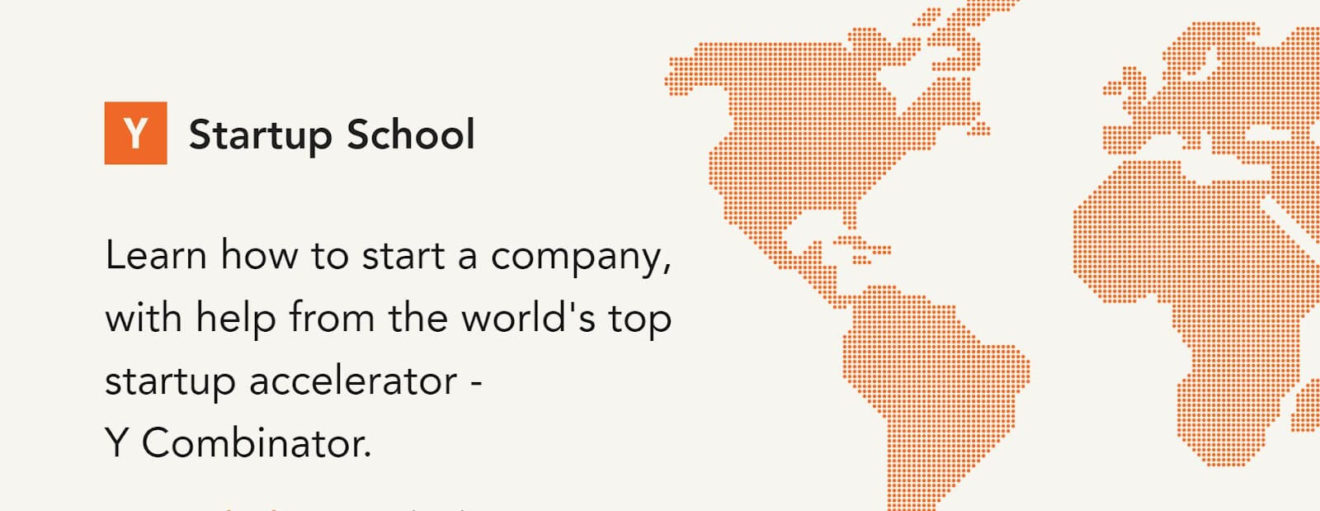 Y Startup School
Learn how to start a company,
with help from the world's top
startup accelerator -
Y Combinator.